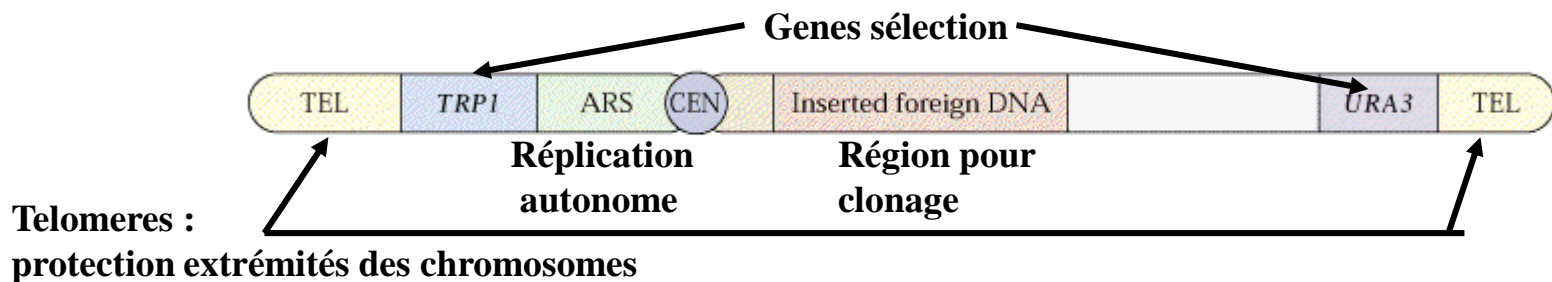 Genes sélection
TEL TRP1 ARS CEN Inserted foreign DNA URA3 TEL
Réplication autonome
Région pour clonage
Telomeres :
protection extrémités des chromosomes